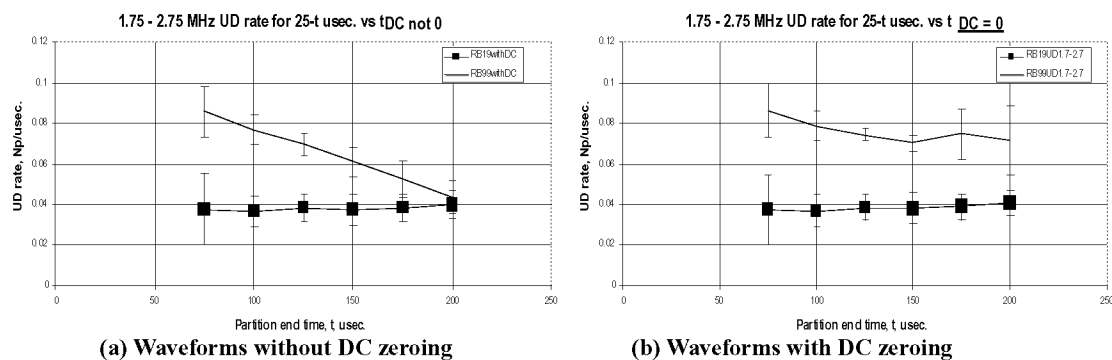 1.75 - 2.75 MHz UD rate for 25-t usec. vs t DC not 0
0.12
0.1
0.08
0.06
0.04
0.02
0
UD rate, Np/usec.
RB19withDC
RB99withDC
0
50
100
150
200
250
Partition end time, t, usec.
(a) Waveforms without DC zeroing
1.75 - 2.75 MHz UD rate for 25-t usec. vs t DC = 0
0.12
0.1
0.08
0.06
0.04
0.02
0
UD rate, Np/usec.
RB19UD1.7-2.7
RB99UD1.7-2.7
0
50
100
150
200
250
Partition end time, t, usec.
(b) Waveforms with DC zeroing